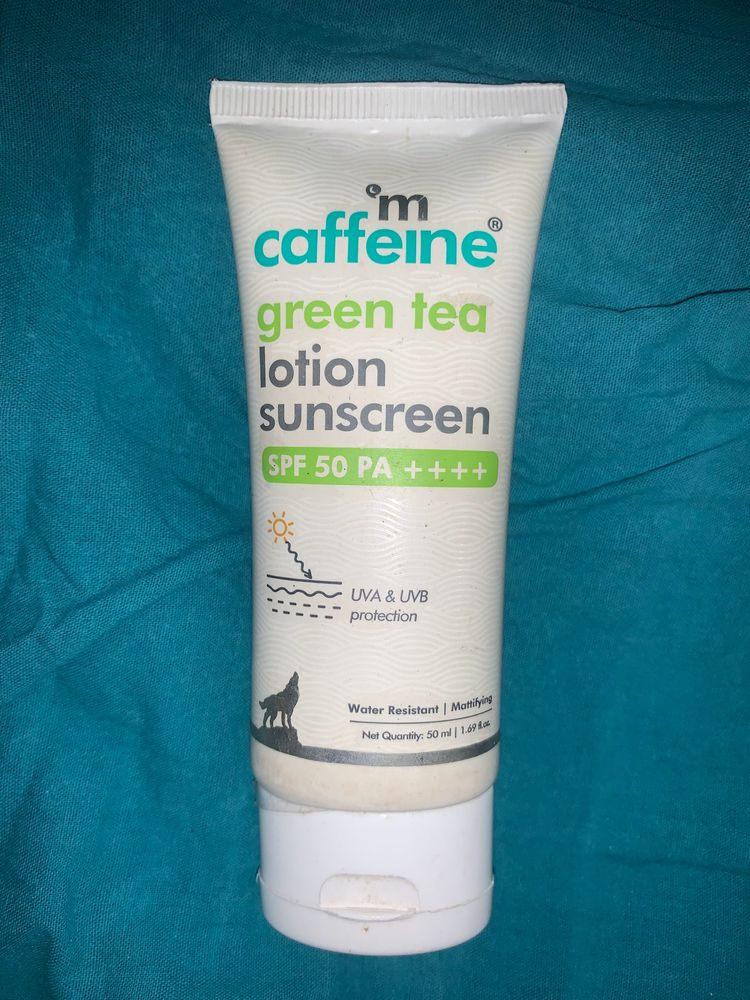 'm
caffeine®
green tea
lotion
sunscreen
SPF 50 PA ++++
UVA & UVB
protection
Water Resistant | Mattifying
Net Quantity: 50 ml | 1.69 fl.oz.